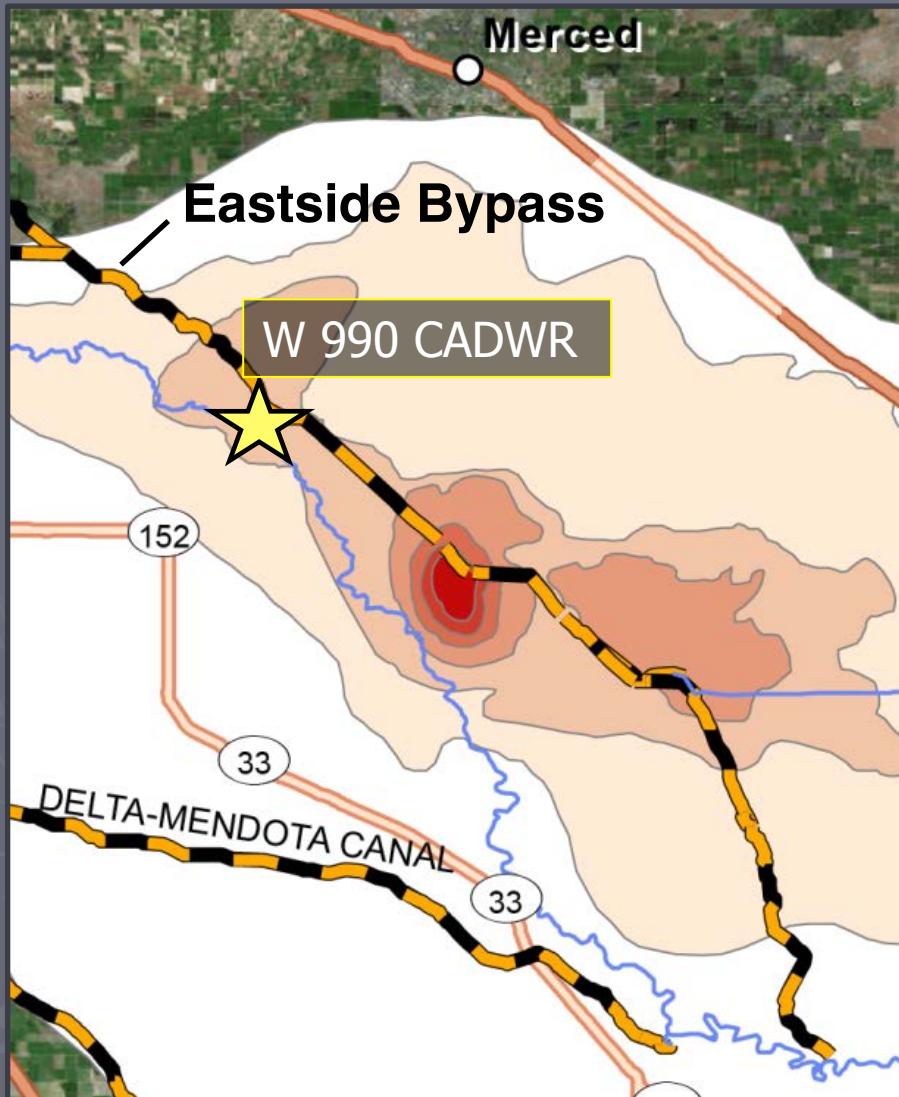 Merced
Eastside Bypass
W 990 CADWR
152
33
DELTA-MENDOTA CANAL
33